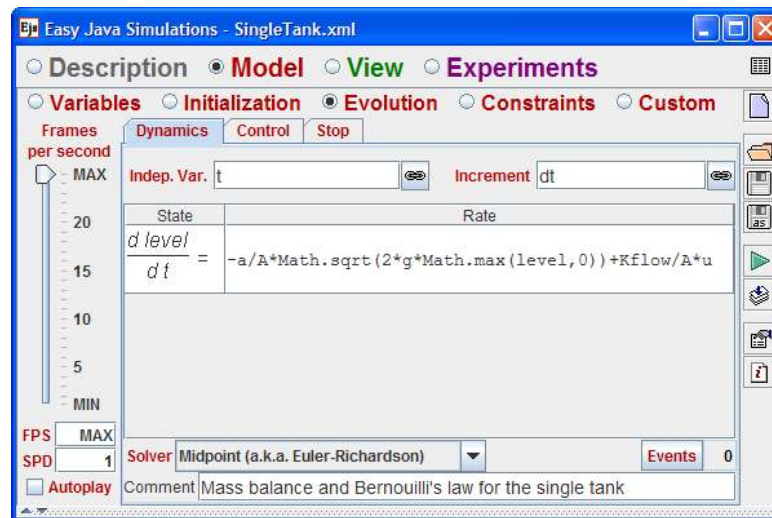 Ejs Easy Java Simulations - SingleTank.xml
Description Model View Experiments
Variables Initialization Evolution Constraints Custom
Frames per second
Dynamics Control Stop
MAX
20
15
10
5
MIN
Indep. Var. t Increment dt
State Rate
d level
d t
= -a/A*Math.sqrt(2*g*Math.max(level,0))+Kflow/A*u
FPS MAX
SPD 1
Autoplay
Solver Midpoint (a.k.a. Euler-Richardson) Events 0
Comment Mass balance and Bernouilli's law for the single tank
as
i